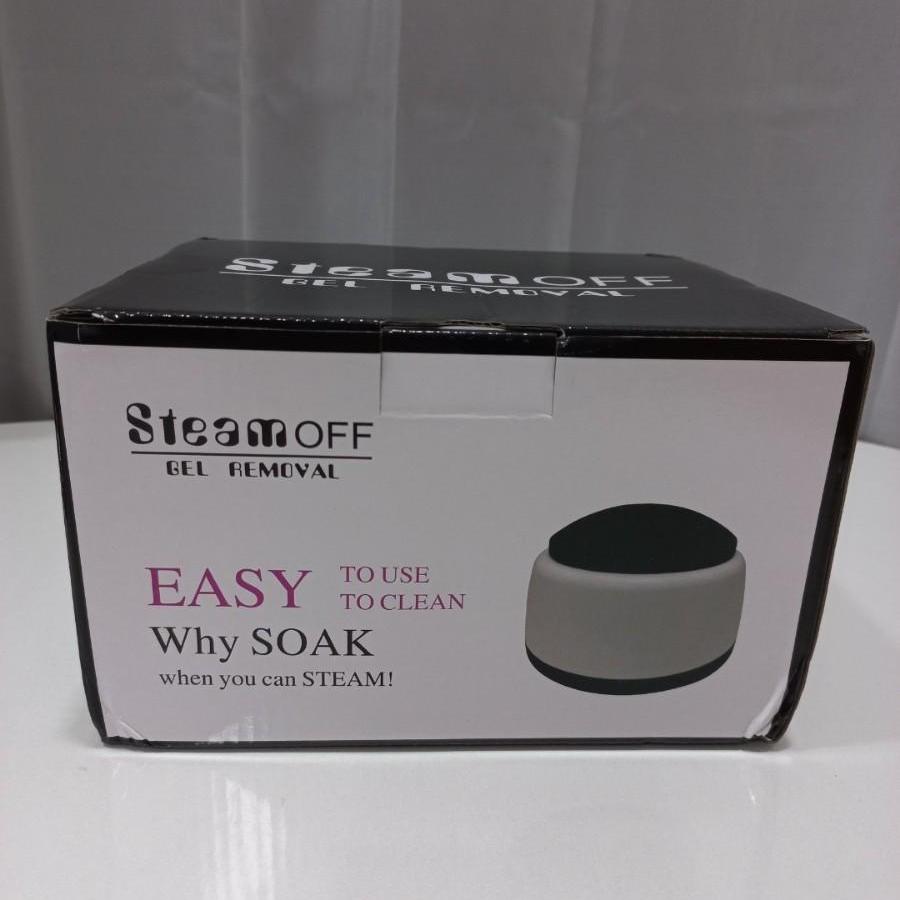 Steam OFF
GEL REMOVAL
Steam OFF
GEL REMOVAL
EASY TO USE
TO CLEAN
Why SOAK
when you can STEAM!